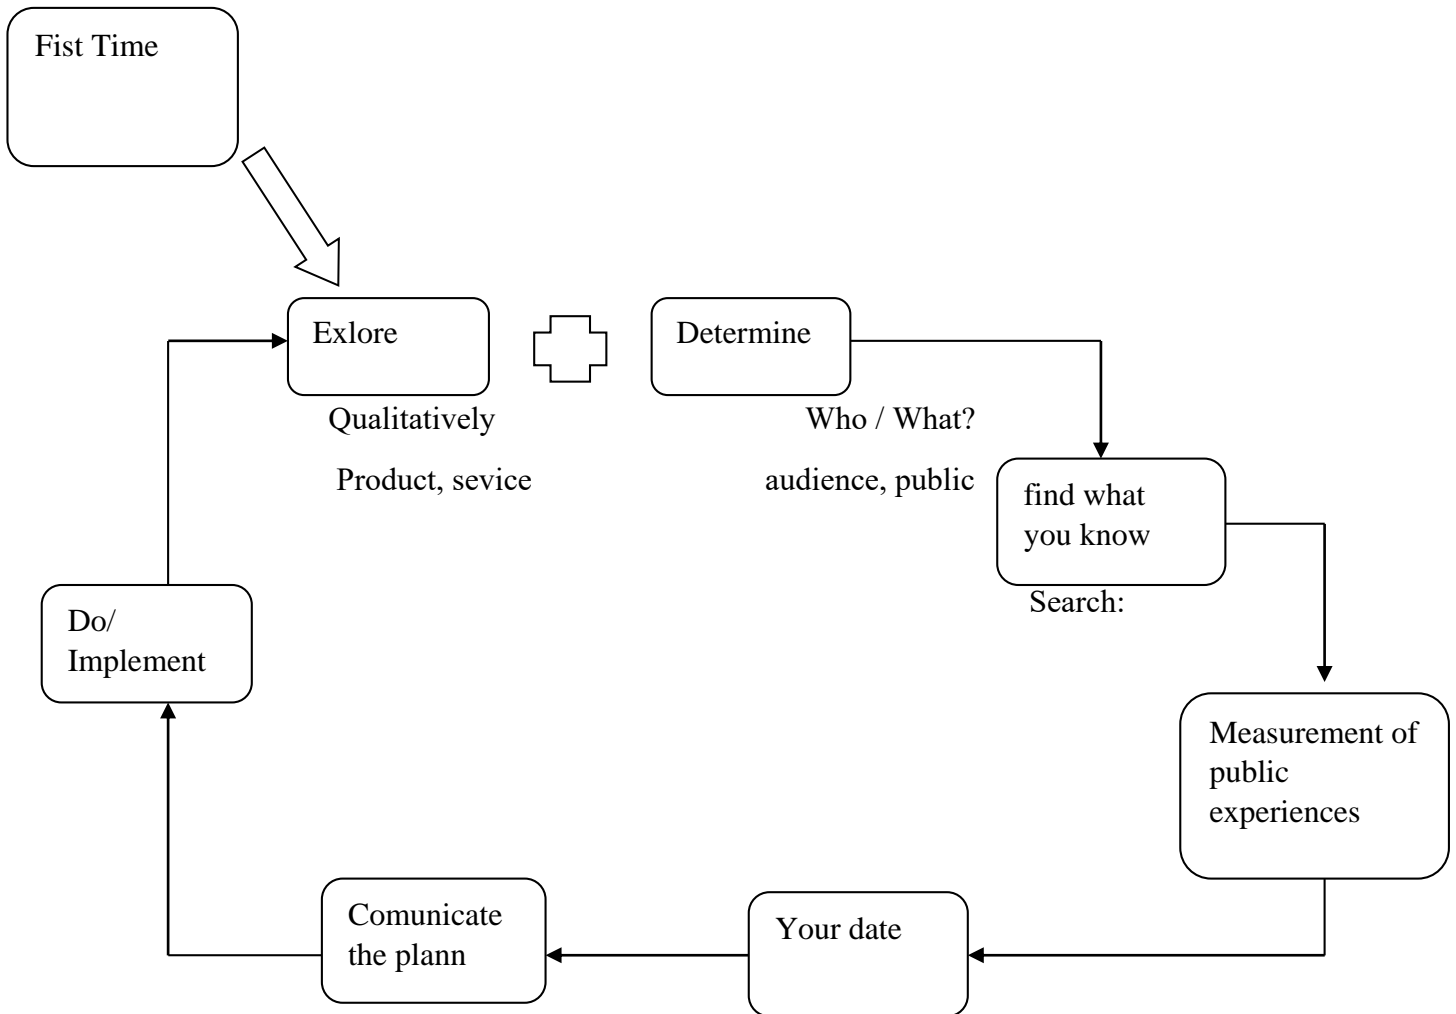 Fist Time
Exlore
Determine
Qualitatively
Who / What?
Product, sevice
audience, public
find what
you know
Search:
Do/
Implement
Measurement of
public
experiences
Comunicate
the plann
Your date